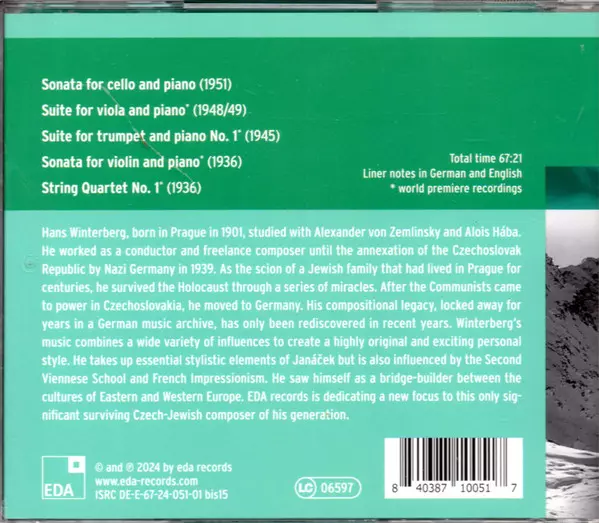 Sonata for cello and piano (1951)
Suite for viola and piano* (1948/49)
Suite for trumpet and piano No. 1* (1945)
Sonata for violin and piano* (1936)
String Quartet No. 1* (1936)
Total time 67:21
Liner notes in German and English
* world premiere recordings
Hans Winterberg, born in Prague in 1901, studied with Alexander von Zemlinsky and Alois Hába.
He worked as a conductor and freelance composer until the annexation of the Czechoslovak
Republic by Nazi Germany in 1939. As the scion of a Jewish family that had lived in Prague for
centuries, he survived the Holocaust through a series of miracles. After the Communists came
to power in Czechoslovakia, he moved to Germany. His compositional legacy, locked away for
years in a German music archive, has only been rediscovered in recent years. Winterberg's
music combines a wide variety of influences to create a highly original and exciting personal
style. He takes up essential stylistic elements of Janáček but is also influenced by the Second
Viennese School and French Impressionism. He saw himself as a bridge-builder between the
cultures of Eastern and Western Europe. EDA records is dedicating a new focus to this only sig-
nificant surviving Czech-Jewish composer of his generation.
EDA
© and ℗ 2024 by eda records
www.eda-records.com
ISRC DE-E-67-24-051-01 bis15
LC 06597
8 40387 10051 7